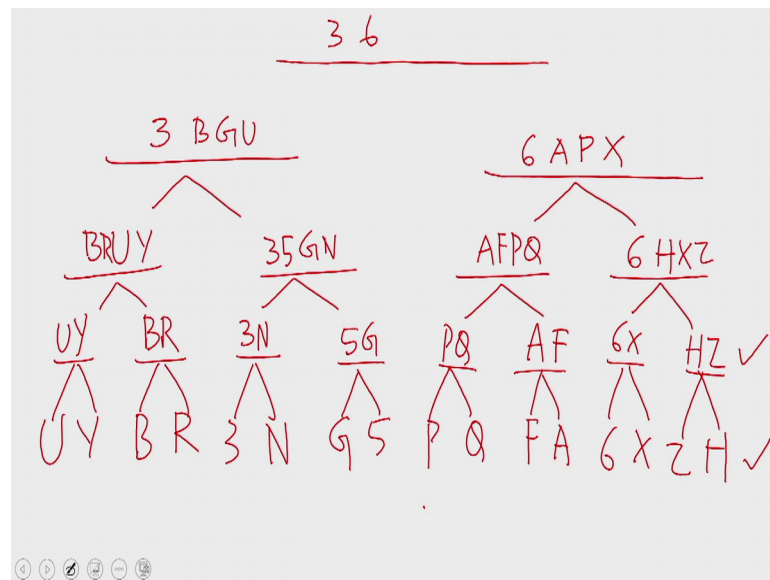 3 6
3 BGU 6 APX
BRUY 35GN AFPQ 6 HXZ
UY BR 3N 5G PQ AF 6X HZ ✓
U Y B R 3 N G 5 P Q F A 6 X Z H ✓